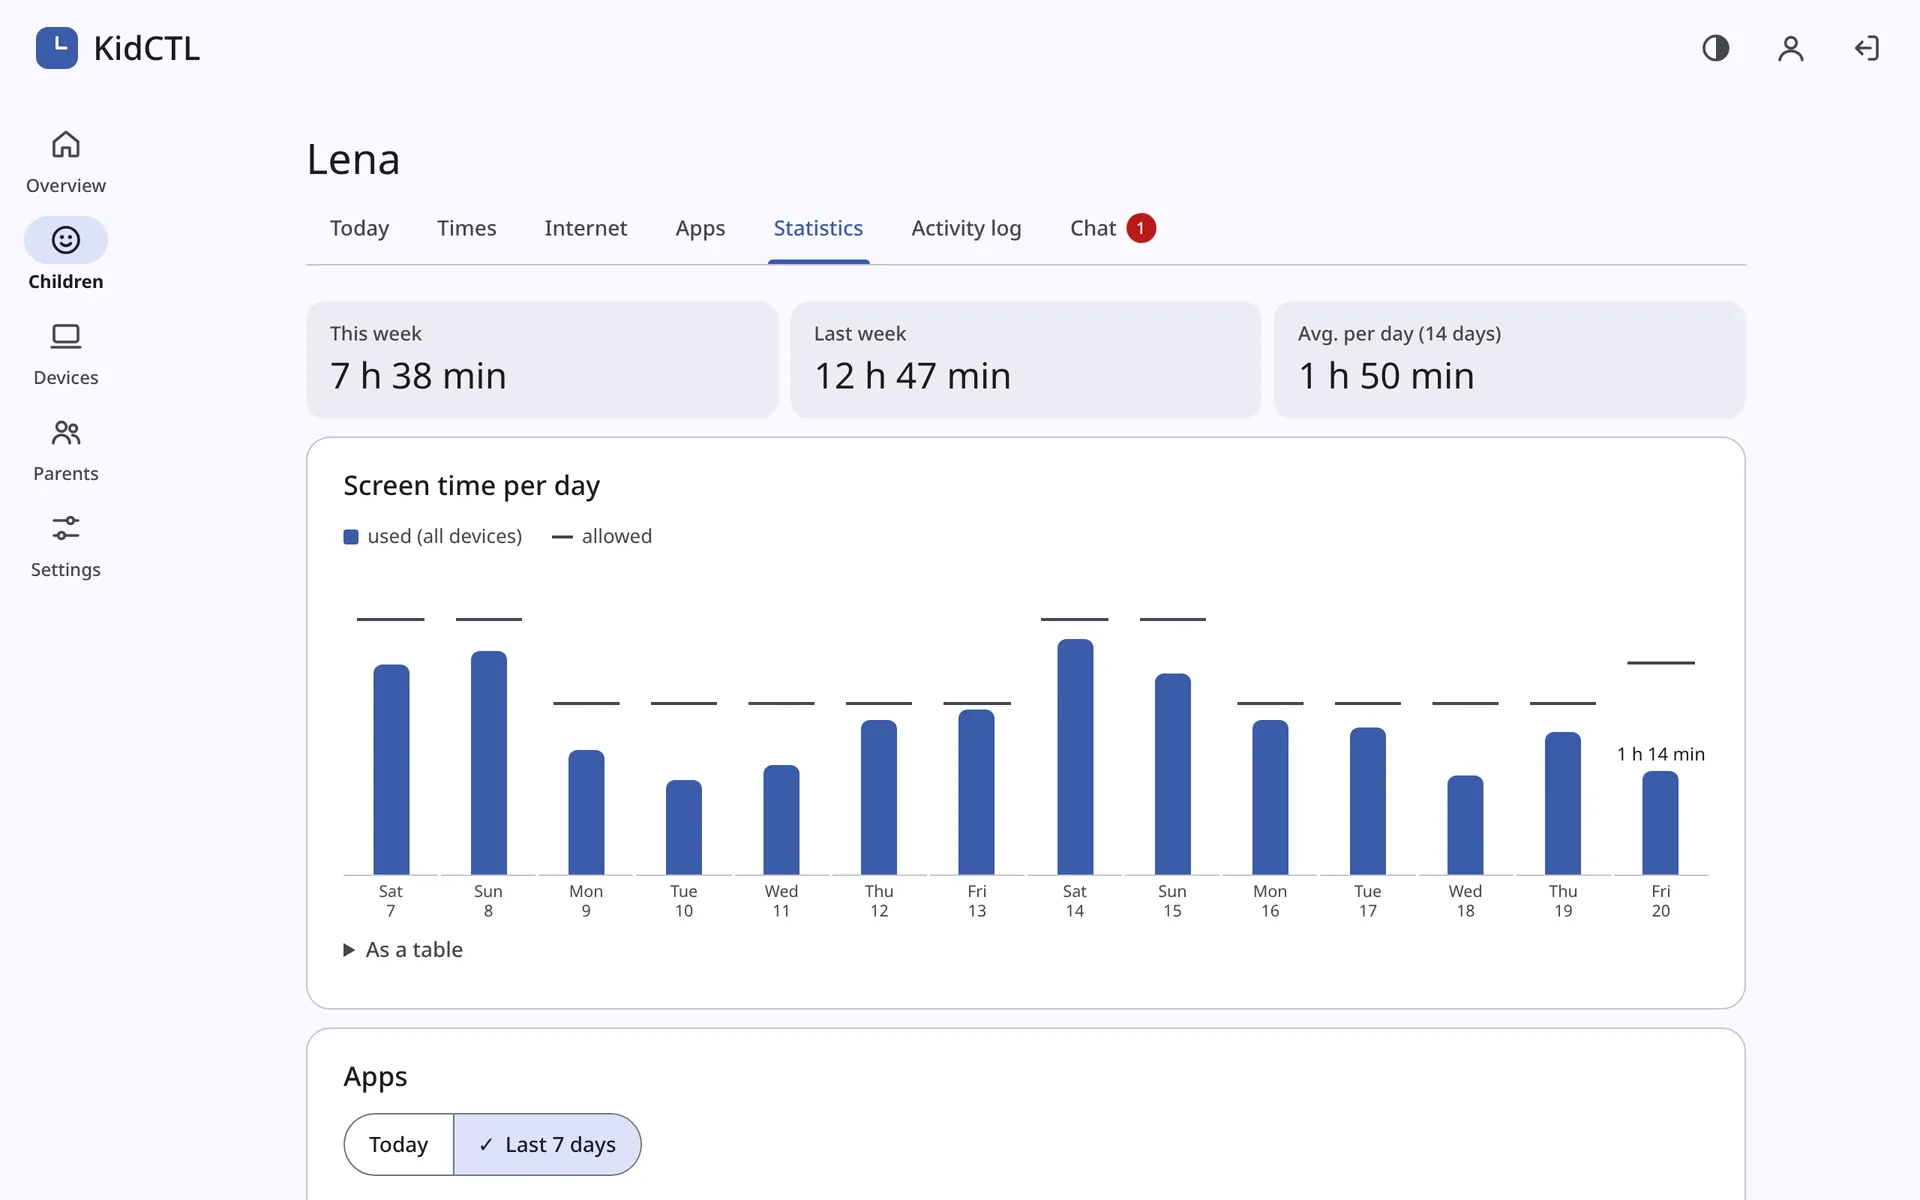 KidCTL
Overview
Children
Devices
Parents
Settings
Lena
Today Times Internet Apps Statistics Activity log Chat 1
This week
7 h 38 min
Last week
12 h 47 min
Avg. per day (14 days)
1 h 50 min
Screen time per day
used (all devices) allowed
1 h 14 min
Sat Sun Mon Tue Wed Thu Fri Sat Sun Mon Tue Wed Thu Fri
7 8 9 10 11 12 13 14 15 16 17 18 19 20
As a table
Apps
Today ✓ Last 7 days